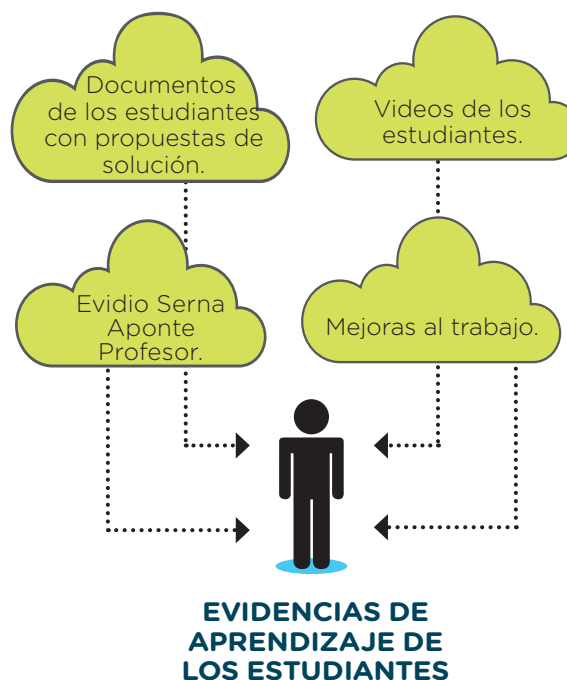 Documentos
de los estudiantes
con propuestas de
solución.
Videos de los
estudiantes.
Evidio Serna
Aponte
Profesor.
Mejoras al trabajo.
EVIDENCIAS DE
APRENDIZAJE DE
LOS ESTUDIANTES